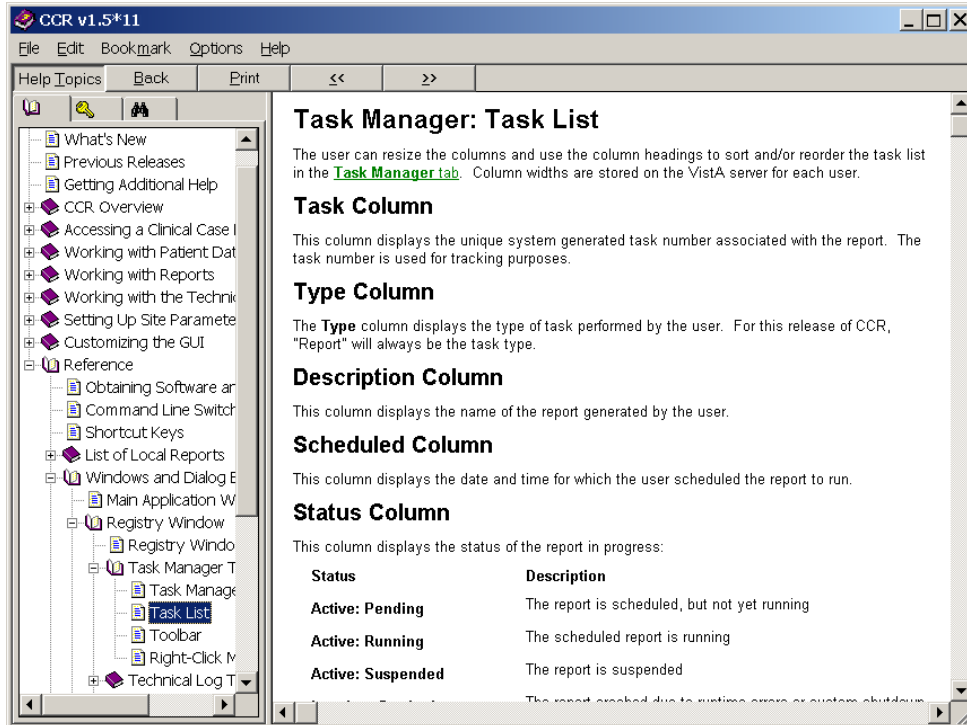 CCR v1.5*11
File Edit Bookmark Options Help
Help Topics Back Print << >>
What's New
Previous Releases
Getting Additional Help
CCR Overview
Accessing a Clinical Case
Working with Patient Dat
Working with Reports
Working with the Techni
Setting Up Site Paramete
Customizing the GUI
Reference
Obtaining Software an
Command Line Switch
Shortcut Keys
List of Local Reports
Windows and Dialog B
Main Application W
Registry Window
Registry Windo
Task Manager T
Task Manage
Task List
Toolbar
Right-Click M
Technical Log T
Task Manager: Task List
The user can resize the columns and use the column headings to sort and/or reorder the task list
in the Task Manager tab. Column widths are stored on the VistA server for each user.
Task Column
This column displays the unique system generated task number associated with the report. The
task number is used for tracking purposes.
Type Column
The Type column displays the type of task performed by the user. For this release of CCR,
"Report" will always be the task type.
Description Column
This column displays the name of the report generated by the user.
Scheduled Column
This column displays the date and time for which the user scheduled the report to run.
Status Column
This column displays the status of the report in progress:
Status Description
Active: Pending The report is scheduled, but not yet running
Active: Running The scheduled report is running
Active: Suspended The report is suspended
The report crashed due to runtime errors or system shutdown